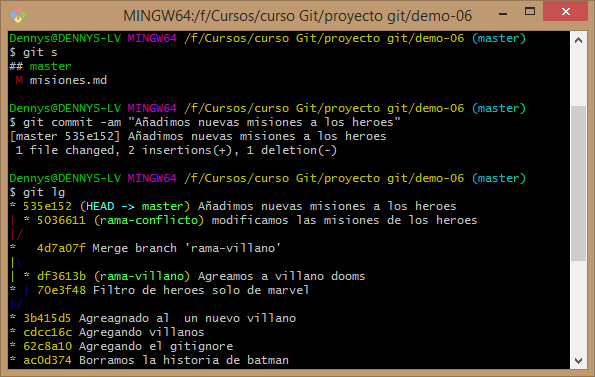 MINGW64:/f/Cursos/curso Git/proyecto git/demo-06
Dennys@DENNYS-LV MINGW64 /f/Cursos/curso Git/proyecto git/demo-06 (master)
$ git s
## master
 M misiones.md
Dennys@DENNYS-LV MINGW64 /f/Cursos/curso Git/proyecto git/demo-06 (master)
$ git commit -am "Añadimos nuevas misiones a los heroes"
[master 535e152] Añadimos nuevas misiones a los heroes
 1 file changed, 2 insertions(+), 1 deletion(-)
Dennys@DENNYS-LV MINGW64 /f/Cursos/curso Git/proyecto git/demo-06 (master)
$ git lg
* 535e152 (HEAD -> master) Añadimos nuevas misiones a los heroes
| * 5036611 (rama-conflicto) modificamos las misiones de los heroes
|/
*   4d7a07f Merge branch 'rama-villano'
|\
| * df3613b (rama-villano) Agreamos a villano dooms
* | 70e3f48 Filtro de heroes solo de marvel
|/
* 3b415d5 Agreagnado al  un nuevo villano
* cdcc16c Agregando villanos
* 62c8a10 Agregando el gitignore
* ac0d374 Borramos la historia de batman